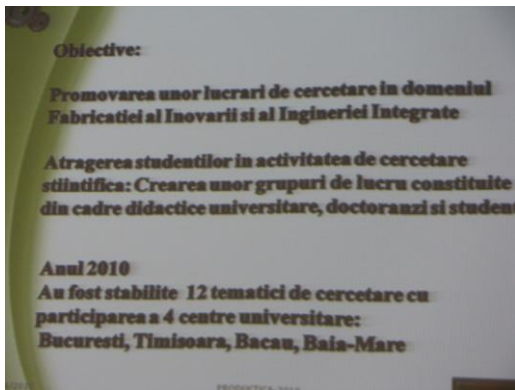 Obiective:
Promovarea unor lucrari de cercetare in domeniul
Fabricatiei al Inovarii si al Ingineriei Integrate
Atragerea studentilor in activitatea de cercetare
stiintifica: Crearea unor grupuri de lucru constituite
din cadre didactice universitare, doctoranzi si student
Anul 2010
Au fost stabilite 12 tematici de cercetare cu
participarea a 4 centre universitare:
Bucuresti, Timisoara, Bacau, Baia-Mare